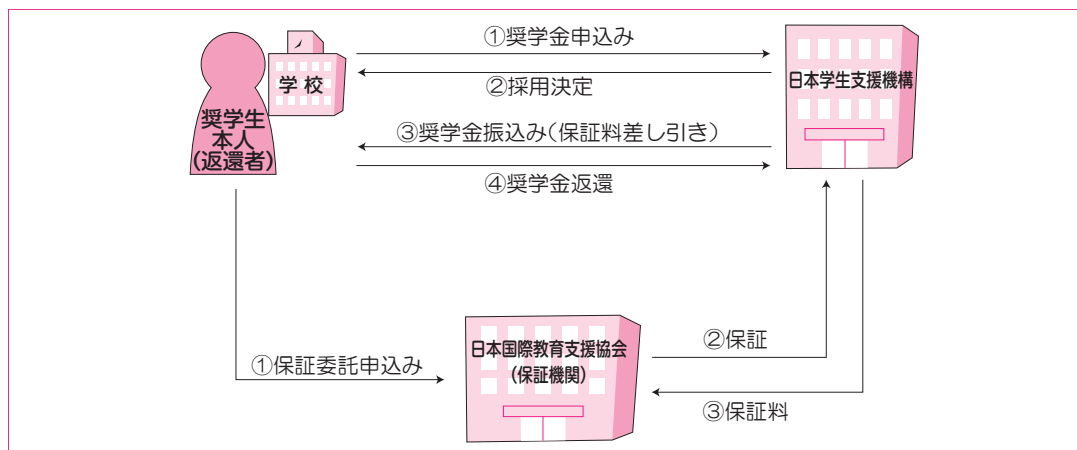 ①奨学金申込み
学校
②採用決定
日本学生支援機構
奨学生
本人
(返還者)
③奨学金振込み(保証料差し引き)
④奨学金返還
日本国際教育支援協会
(保証機関)
①保証委託申込み
②保証
③保証料